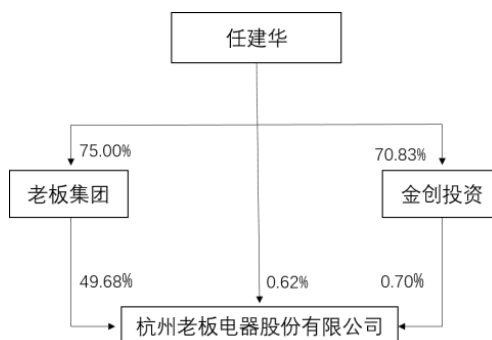 任建华
75.00%
70.83%
老板集团
金创投资
49.68%
0.62%
0.70%
杭州老板电器股份有限公司